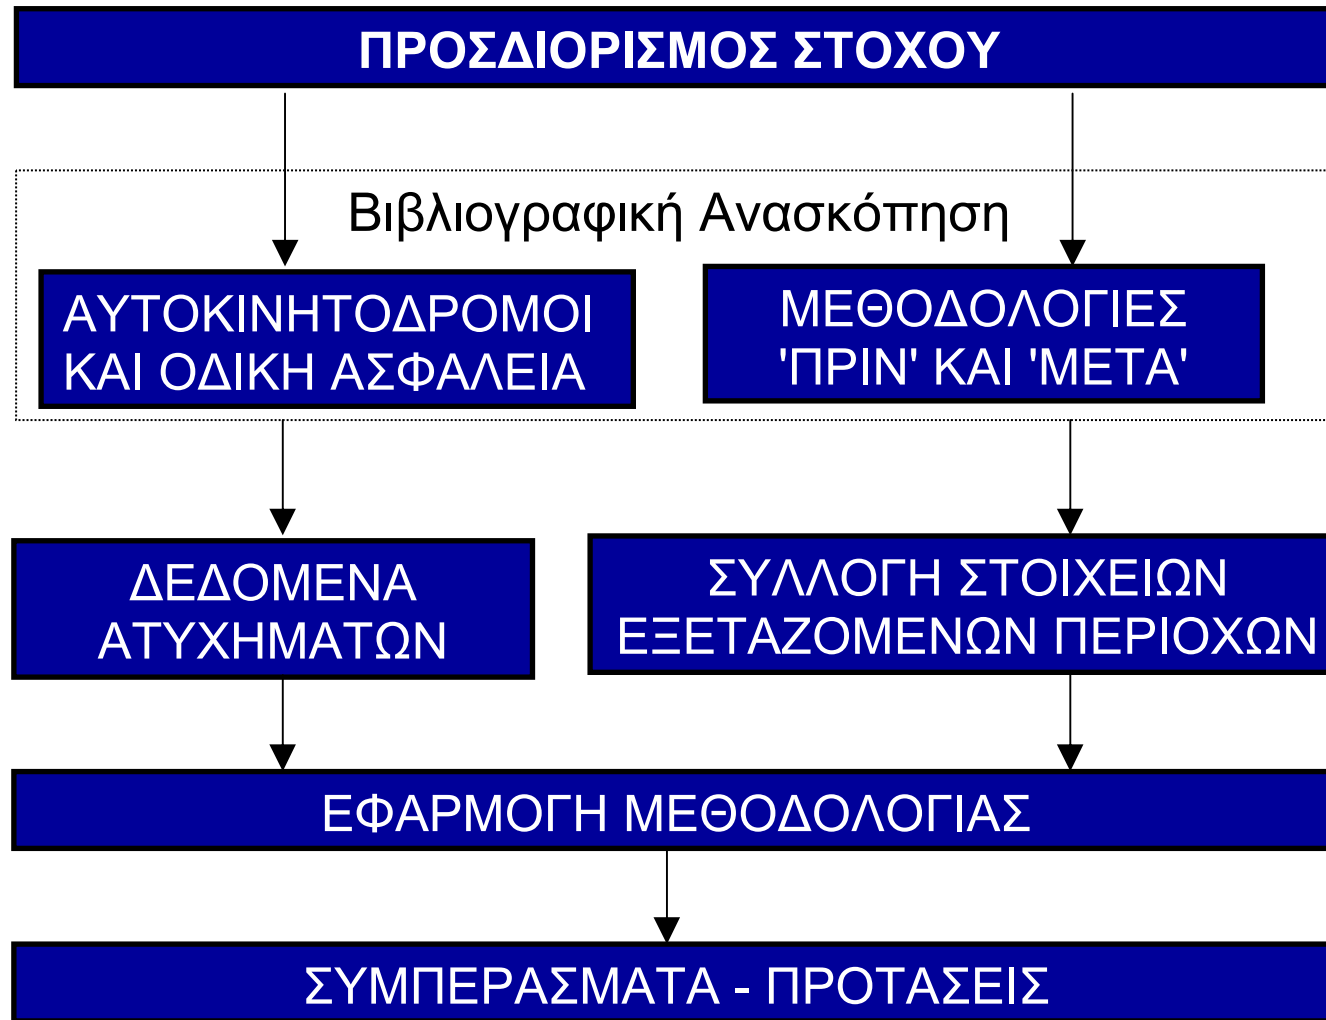 ΠΡΟΣΔΙΟΡΙΣΜΟΣ ΣΤΟΧΟΥ
Βιβλιογραφική Ανασκόπηση
ΑΥΤΟΚΙΝΗΤΟΔΡΟΜΟΙ
ΚΑΙ ΟΔΙΚΗ ΑΣΦΑΛΕΙΑ
ΜΕΘΟΔΟΛΟΓΙΕΣ
'ΠΡΙΝ' ΚΑΙ 'ΜΕΤΑ'
ΔΕΔΟΜΕΝΑ
ΑΤΥΧΗΜΑΤΩΝ
ΣΥΛΛΟΓΗ ΣΤΟΙΧΕΙΩΝ
ΕΞΕΤΑΖΟΜΕΝΩΝ ΠΕΡΙΟΧΩΝ
ΕΦΑΡΜΟΓΗ ΜΕΘΟΔΟΛΟΓΙΑΣ
ΣΥΜΠΕΡΑΣΜΑΤΑ - ΠΡΟΤΑΣΕΙΣ